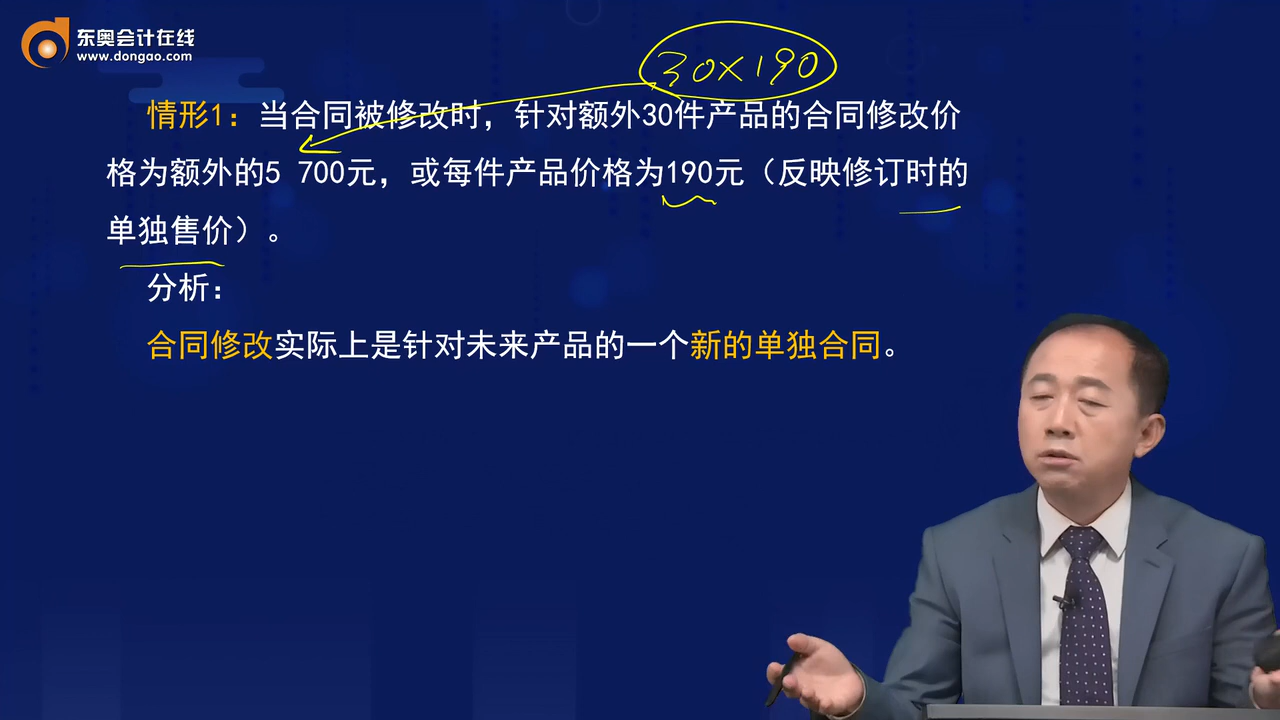 东奥会计在线
www.dongao.com
30×190
情形1：当合同被修改时，针对额外30件产品的合同修改价
格为额外的5 700元，或每件产品价格为190元（反映修订时的
单独售价）。
分析：
合同修改实际上是针对未来产品的一个新的单独合同。